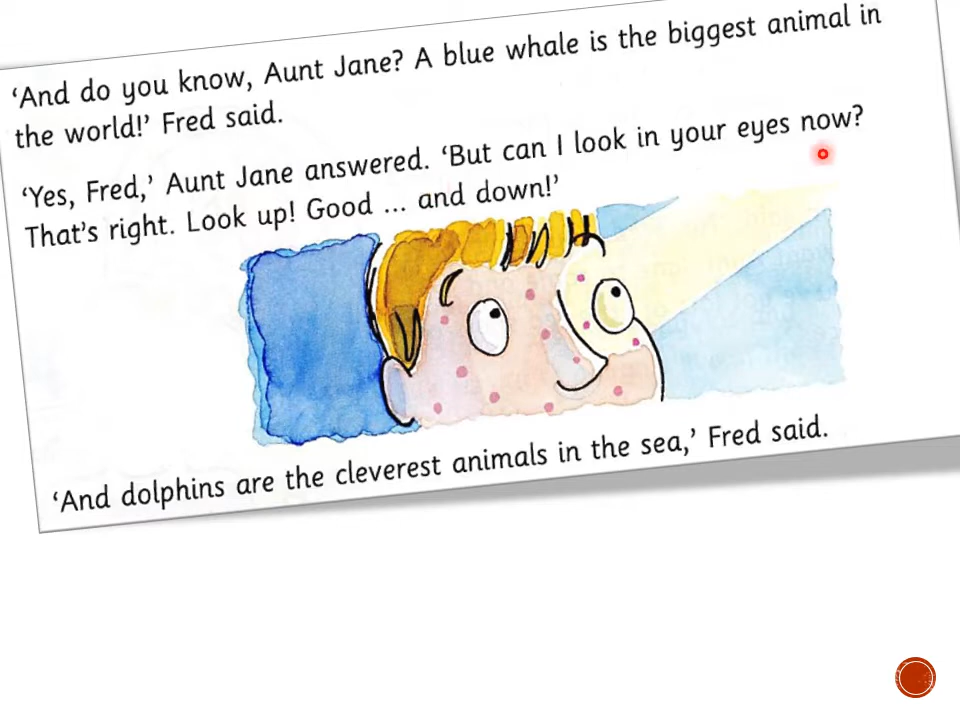 ‘And do you know, Aunt Jane? A blue whale is the biggest animal in
the world!’ Fred said.
‘Yes, Fred,’ Aunt Jane answered. ‘But can I look in your eyes now?
That’s right. Look up! Good ... and down!’
‘And dolphins are the cleverest animals in the sea,’ Fred said.